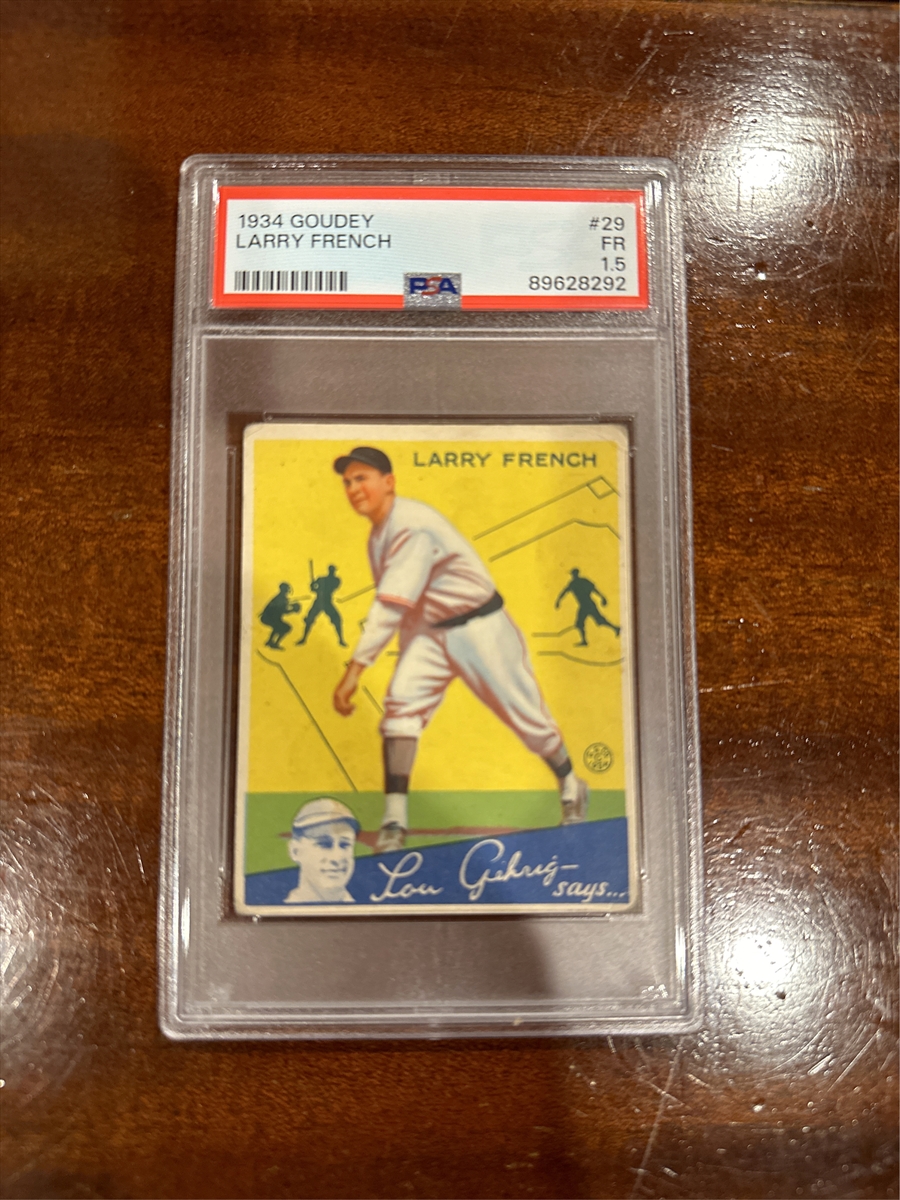 1934 GOUDEY #29
LARRY FRENCH FR
1.5
PSA 89628292
LARRY FRENCH
Lou Gehrig—
says...